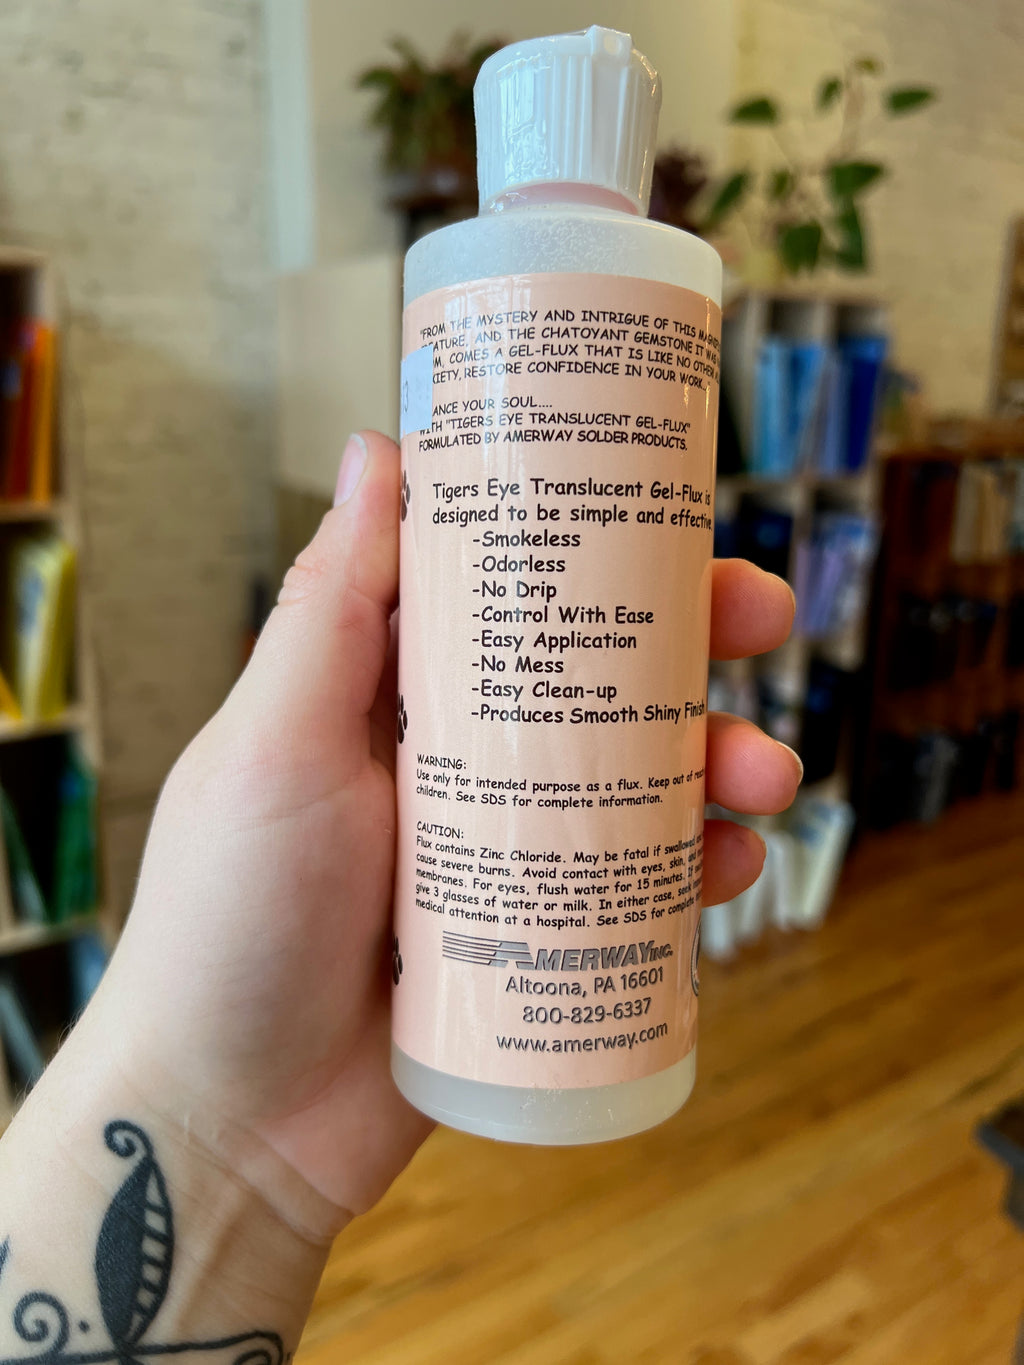 "FROM THE MYSTERY AND INTRIGUE OF THIS
AND THE CHATOYANT GEMSTONE IT
COMES A GEL-FLUX THAT IS LIKE NO OTHER
RESTORE CONFIDENCE IN YOUR WORK...
YOUR SOUL....
WITH "TIGERS EYE TRANSLUCENT GEL-FLUX"
FORMULATED BY AMERWAY SOLDER PRODUCTS.
Tigers Eye Translucent Gel-Flux is
designed to be simple and effective
-Smokeless
-Odorless
-No Drip
-Control With Ease
-Easy Application
-No Mess
-Easy Clean-up
-Produces Smooth Shiny Finish
WARNING:
Use only for intended purpose as a flux. Keep out of reach
children. See SDS for complete information.
CAUTION:
Flux contains Zinc Chloride. May be fatal if swallowed
cause severe burns. Avoid contact with eyes, skin, and
membranes. For eyes, flush water for 15 minutes. If
give 3 glasses of water or milk. In either case, seek
medical attention at a hospital. See SDS for complete
AMERWAY INC.
Altoona, PA 16601
800-829-6337
www.amerway.com